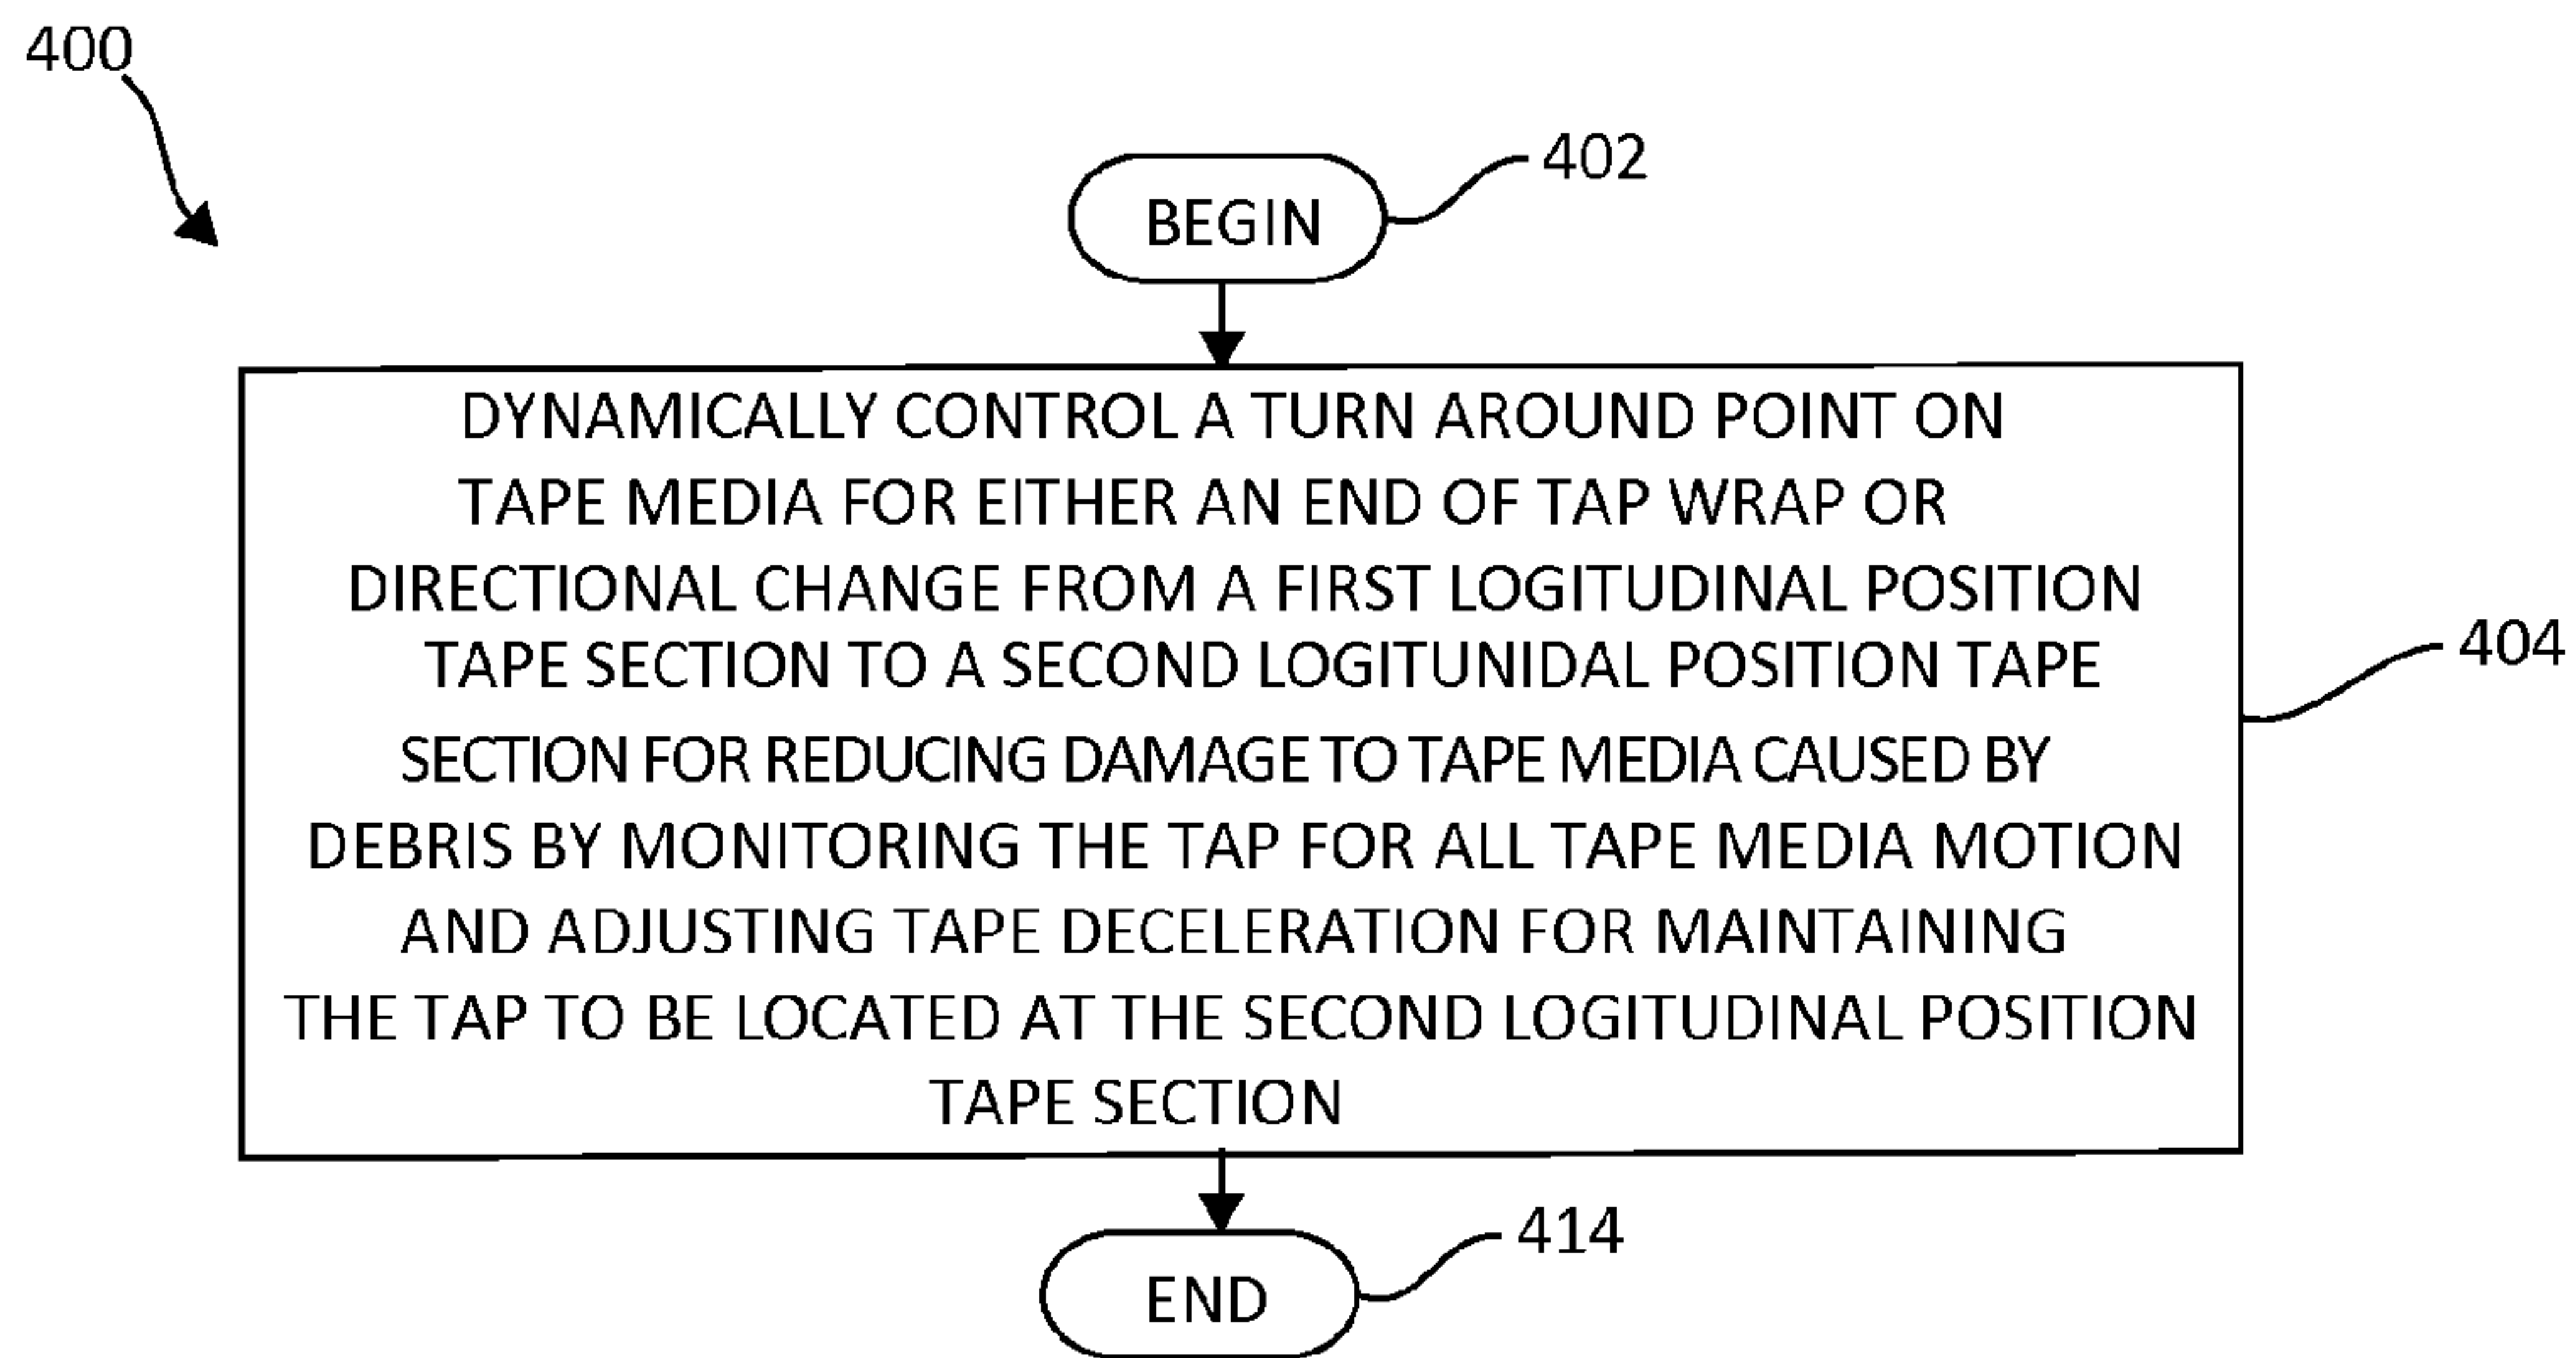 400
402
BEGIN
DYNAMICALLY CONTROL A TURN AROUND POINT ON
TAPE MEDIA FOR EITHER AN END OF TAP WRAP OR
DIRECTIONAL CHANGE FROM A FIRST LOGITUDINAL POSITION
TAPE SECTION TO A SECOND LOGITUNIDAL POSITION TAPE
SECTION FOR REDUCING DAMAGE TO TAPE MEDIA CAUSED BY
DEBRIS BY MONITORING THE TAP FOR ALL TAPE MEDIA MOTION
AND ADJUSTING TAPE DECELERATION FOR MAINTAINING
THE TAP TO BE LOCATED AT THE SECOND LOGITUDINAL POSITION
TAPE SECTION
404
414
END